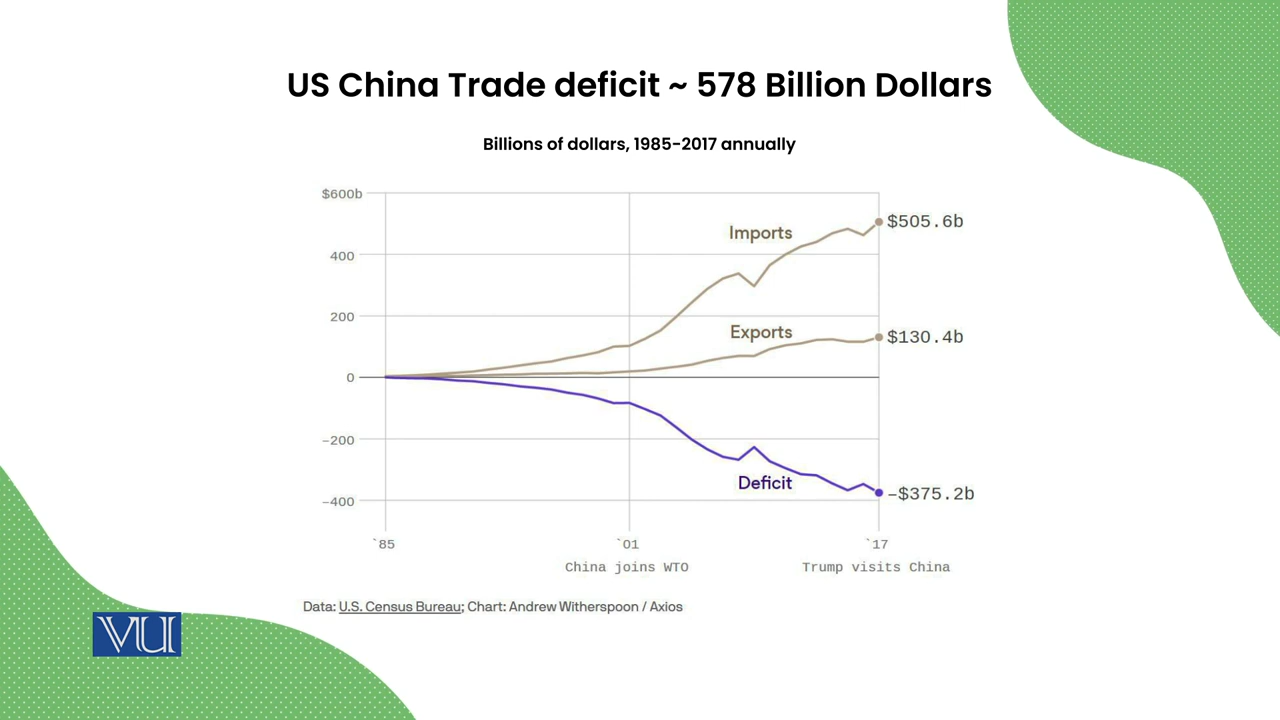 US China Trade deficit ~ 578 Billion Dollars
Billions of dollars, 1985-2017 annually
$600b
400
200
0
-200
-400
Imports
Exports
Deficit
$505.6b
$130.4b
–$375.2b
`85
`01
`17
China joins WTO
Trump visits China
Data: U.S. Census Bureau; Chart: Andrew Witherspoon / Axios
VU